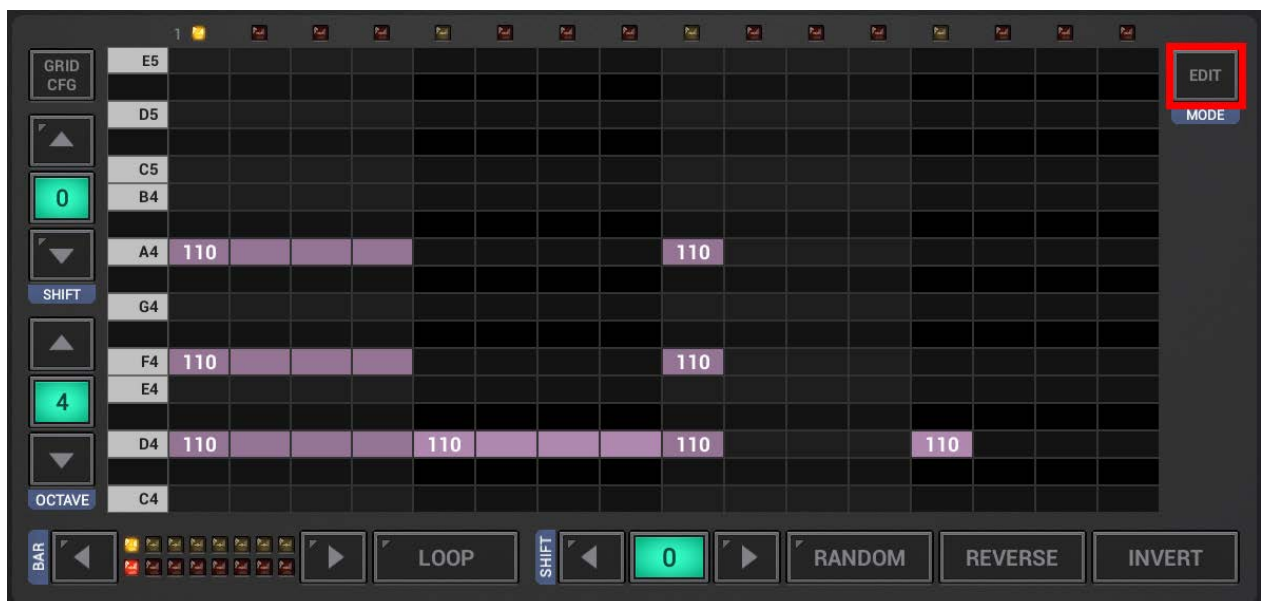 1
GRID CFG
E5
EDIT
MODE
D5
C5
0
B4
A4 110 110
SHIFT
G4
F4 110 110
E4
4
D4 110 110 110 110
OCTAVE
C4
BAR
LOOP
SHIFT
0
RANDOM
REVERSE
INVERT